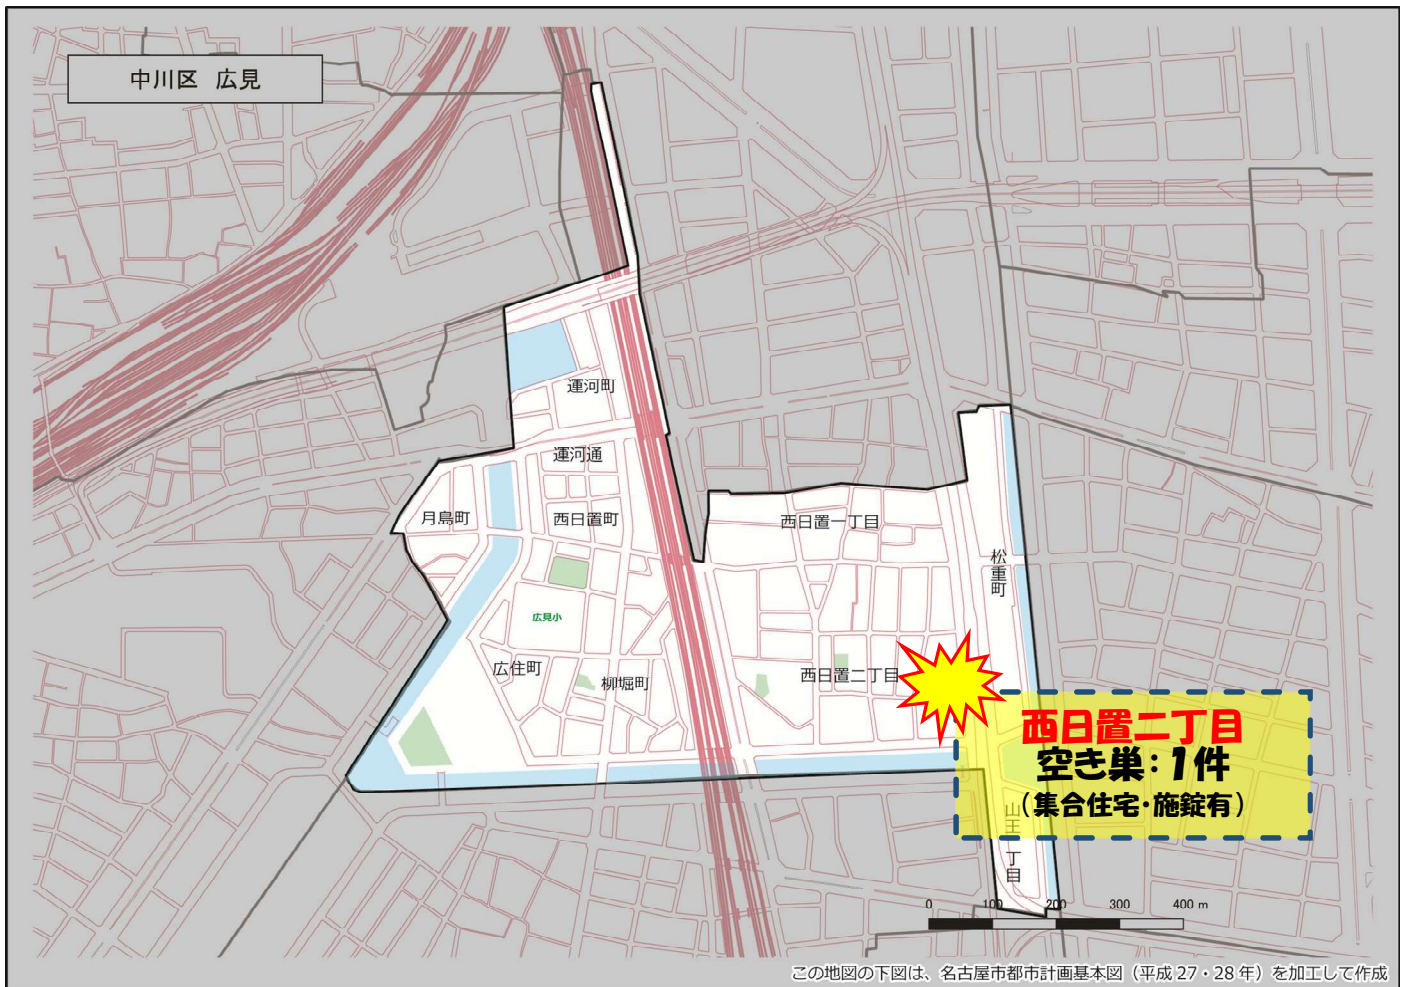 中川区 広見
運河町
運河通
月島町
西日置町
西日置一丁目
松重町
広見小
広住町
柳堀町
西日置二丁目
西日置二丁目
空き巣：1件
(集合住宅・施錠有)
山王一丁目
0 100 200 300 400 m
この地図の下図は、名古屋市都市計画基本図（平成 27・28 年）を加工して作成